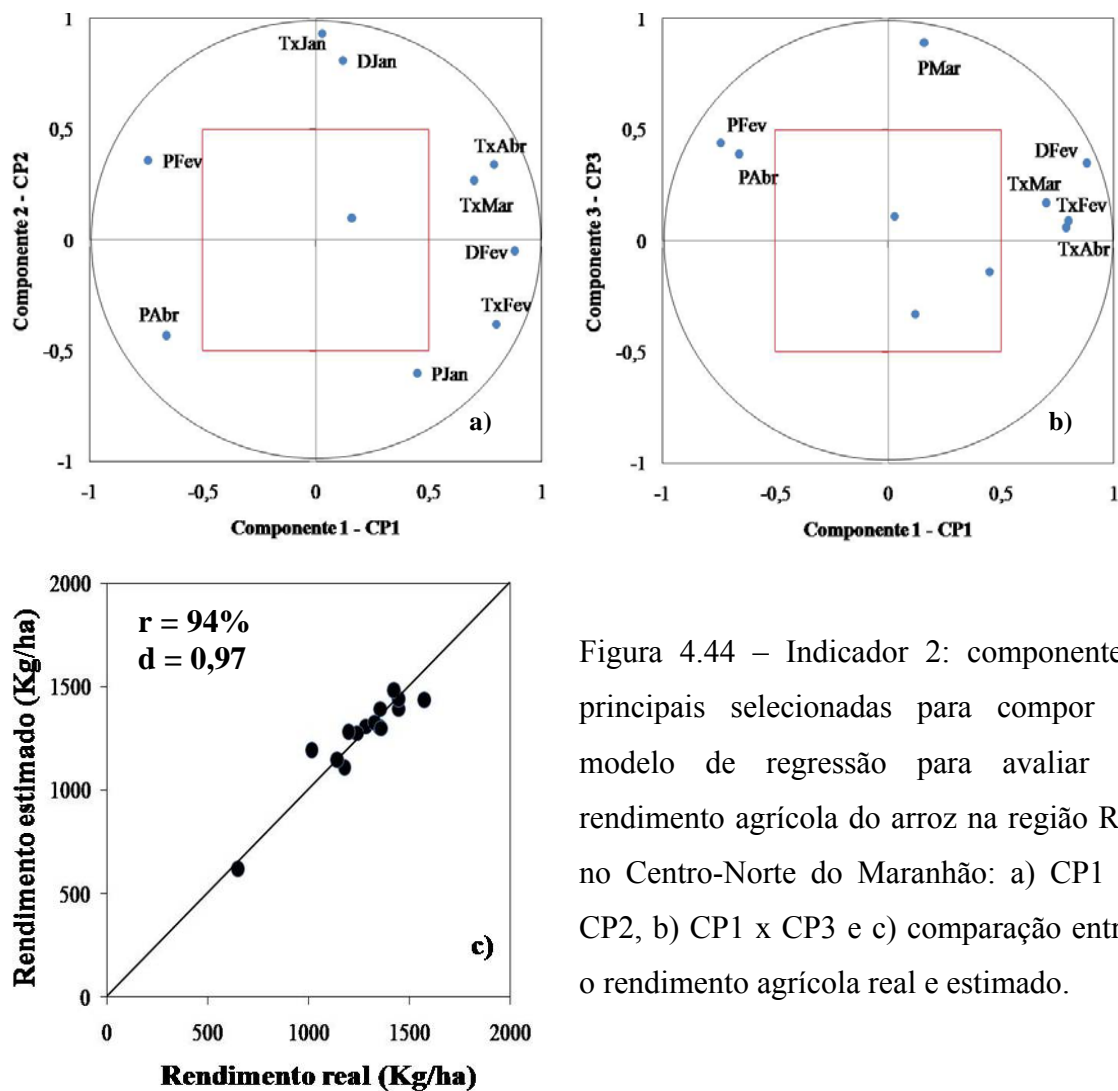 1
0,5
0
-0,5
-1
-1
-0,5
0
0,5
1
Componente 2 - CP2
Componente 1 - CP1
TxJan
DJan
PFev
TxAbr
TxMar
DFev
TxFev
PAbr
PJan
a)
1
0,5
0
-0,5
-1
-1
-0,5
0
0,5
1
Componente 3 - CP3
Componente 1 - CP1
PMar
PFev
PAbr
DFev
TxMar
TxFev
TxAbr
b)
2000
1500
1000
500
0
0
500
1000
1500
2000
Rendimento estimado (Kg/ha)
Rendimento real (Kg/ha)
r = 94%
d = 0,97
c)
Figura 4.44 – Indicador 2: componente
principais selecionadas para compor
modelo de regressão para avaliar
rendimento agrícola do arroz na região R
no Centro-Norte do Maranhão: a) CP1
CP2, b) CP1 x CP3 e c) comparação entr
o rendimento agrícola real e estimado.